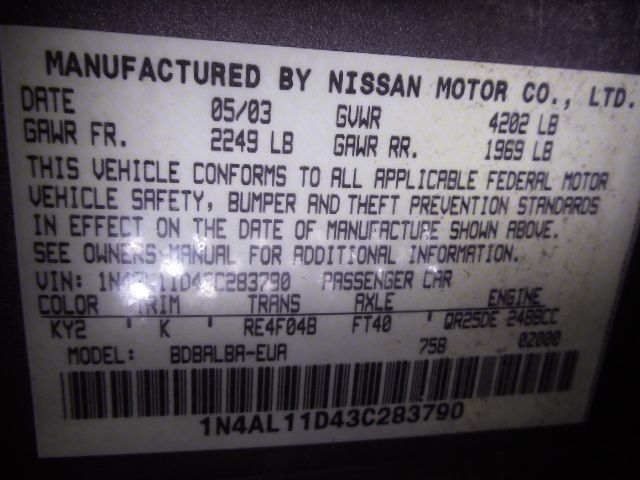 MANUFACTURED BY NISSAN MOTOR CO., LTD.
DATE 05/03 GVWR 4202 LB
GAWR FR. 2249 LB GAWR RR. 1969 LB
THIS VEHICLE CONFORMS TO ALL APPLICABLE FEDERAL MOTOR
VEHICLE SAFETY, BUMPER AND THEFT PREVENTION STANDARDS
IN EFFECT ON THE DATE OF MANUFACTURE SHOWN ABOVE.
SEE OWNERS MANUAL FOR ADDITIONAL INFORMATION.
VIN: 1N4AL11D43C283790 PASSENGER CAR
COLOR TRIM TRANS AXLE ENGINE
KY2 K RE4F04B FT40 QR25DE 2488CC
MODEL: BDBALBA-EUA 758 02000
1N4AL11D43C283790